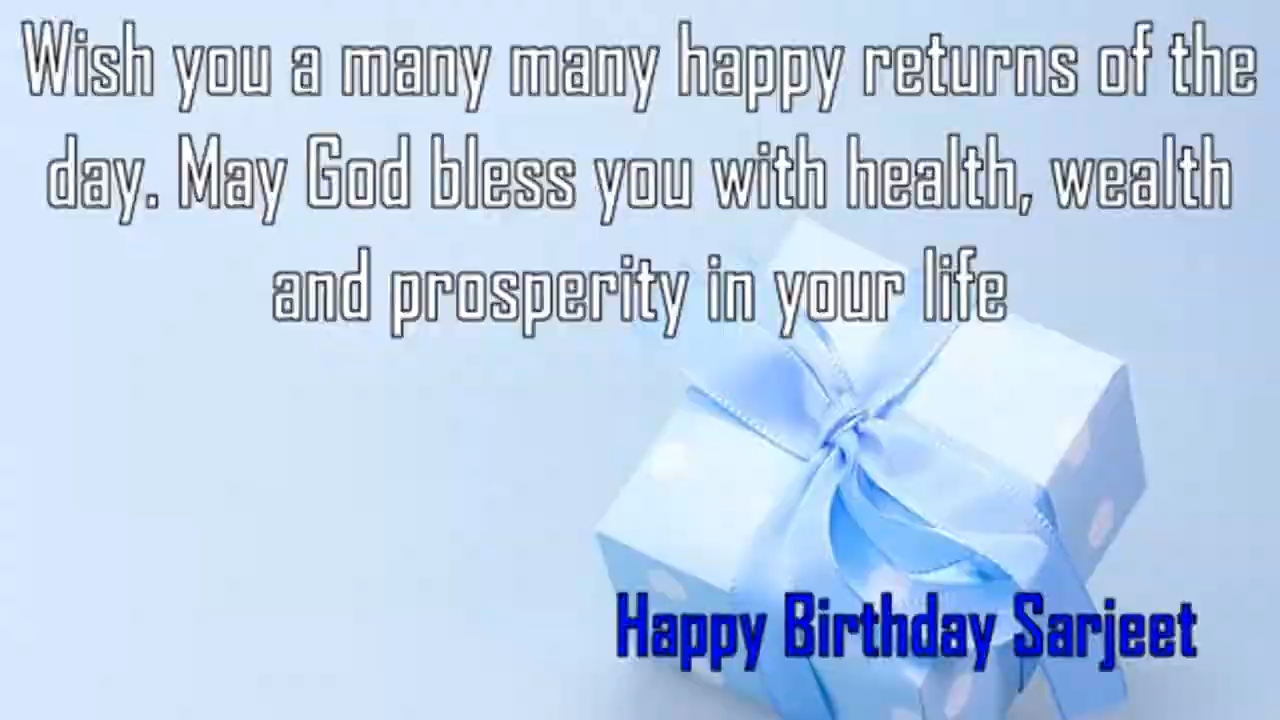 Wish you a many many happy returns of the
day. May God bless you with health, wealth
and prosperity in your life
Happy Birthday Sarjeet